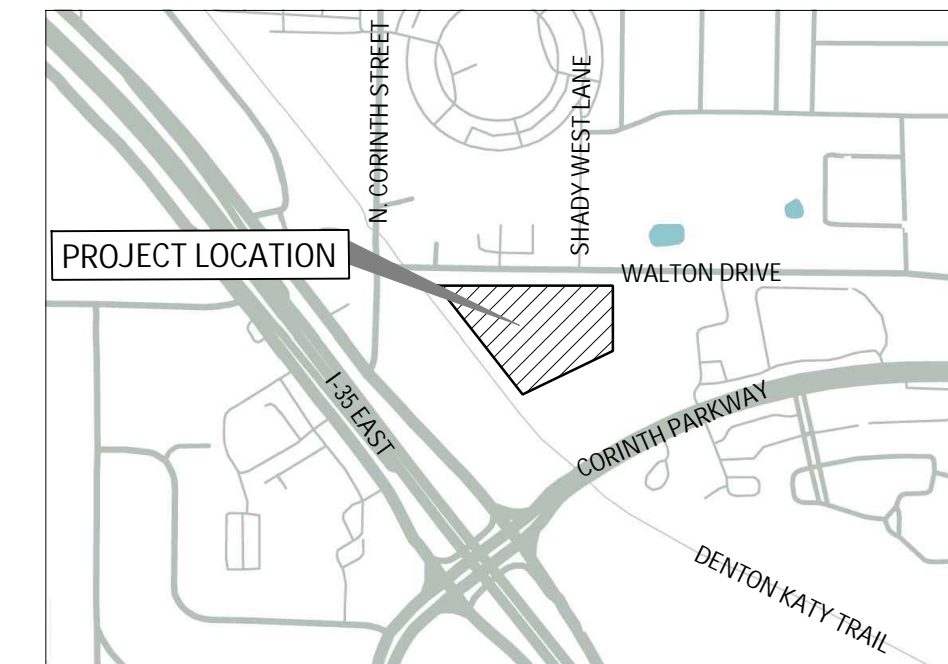 N. CORINTH STREET
SHADY WEST LANE
PROJECT LOCATION
WALTON DRIVE
I-35 EAST
CORINTH PARKWAY
DENTON KATY TRAIL